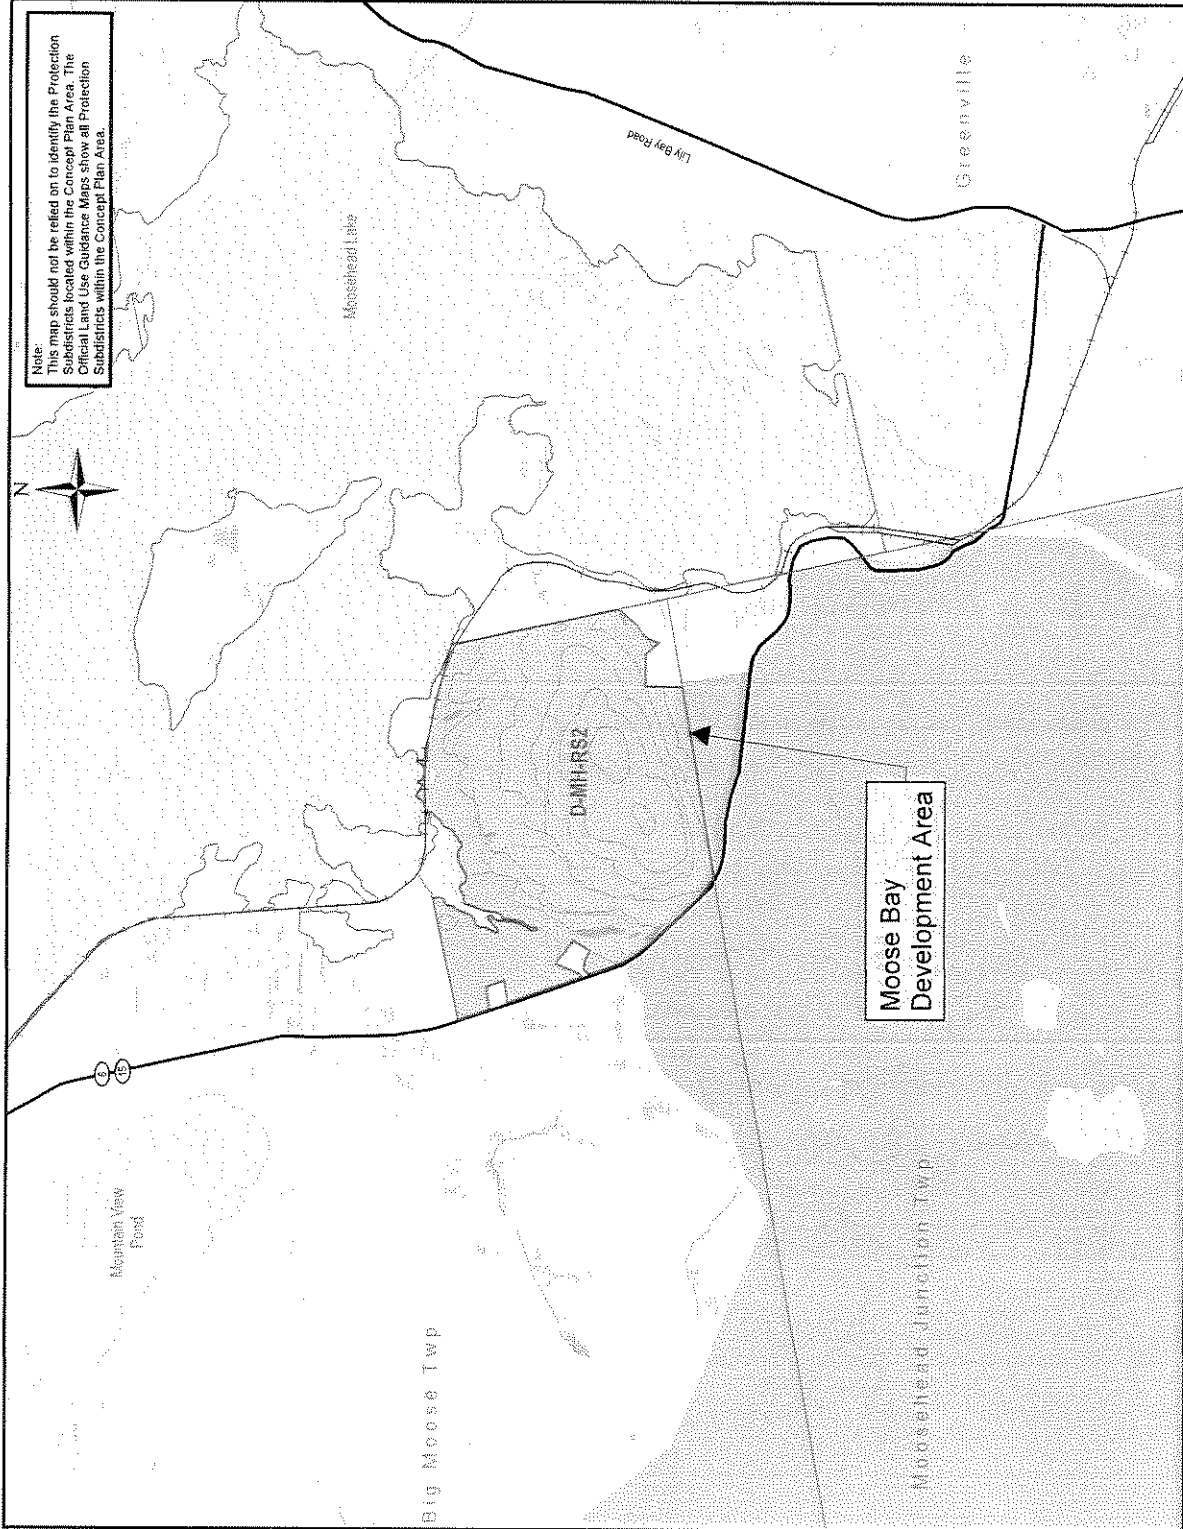 Note:
This map should not be relied on to identify the Protection
Subdistricts located within the Concept Plan Area. The
Official Land Use Guidance Maps show all Protection
Subdistricts within the Concept Plan Area.
N
Moosehead Lake
Lily Bay Road
Greenville
6
15
Mountain View
Pond
D-MH-RS2
Moose Bay
Development Area
Big Moose Twp
Moosehead Junction Twp